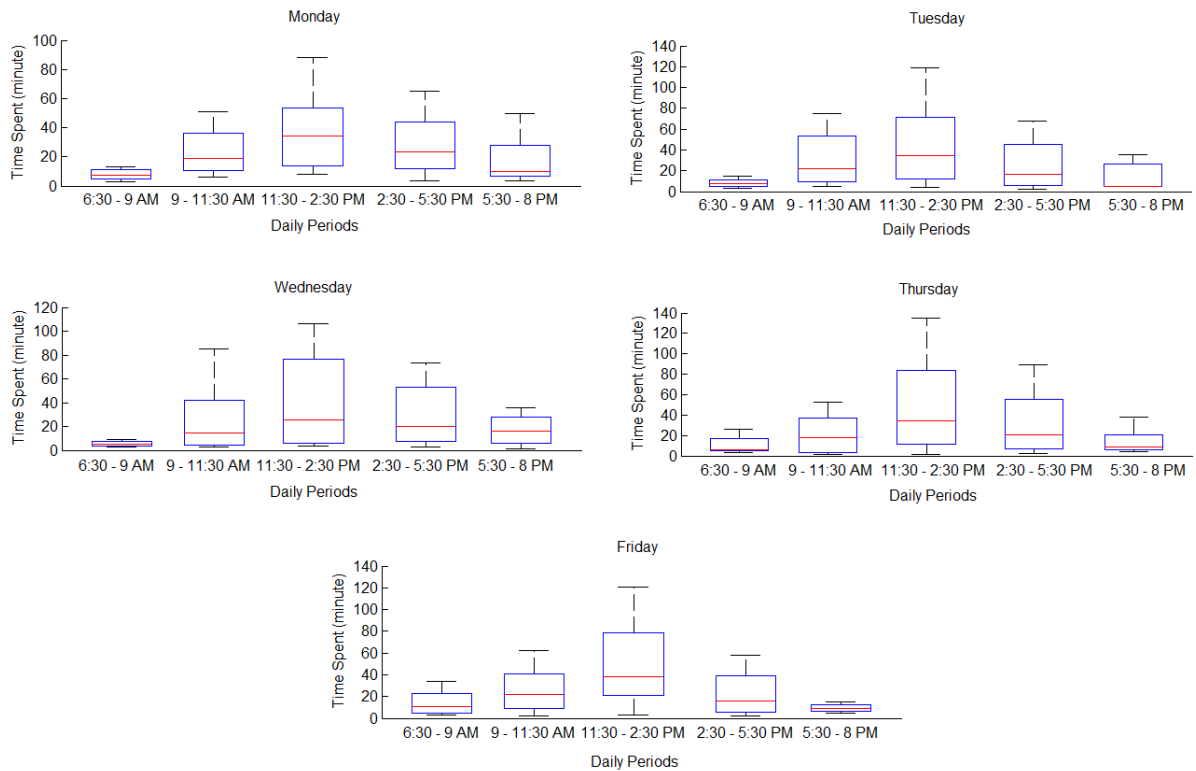 Monday
Time Spent (minute)
100
80
60
40
20
0
6:30 - 9 AM 9 - 11:30 AM 11:30 - 2:30 PM 2:30 - 5:30 PM 5:30 - 8 PM
Daily Periods
Tuesday
Time Spent (minute)
140
120
100
80
60
40
20
0
6:30 - 9 AM 9 - 11:30 AM 11:30 - 2:30 PM 2:30 - 5:30 PM 5:30 - 8 PM
Daily Periods
Wednesday
Time Spent (minute)
120
100
80
60
40
20
0
6:30 - 9 AM 9 - 11:30 AM 11:30 - 2:30 PM 2:30 - 5:30 PM 5:30 - 8 PM
Daily Periods
Thursday
Time Spent (minute)
140
120
100
80
60
40
20
0
6:30 - 9 AM 9 - 11:30 AM 11:30 - 2:30 PM 2:30 - 5:30 PM 5:30 - 8 PM
Daily Periods
Friday
Time Spent (minute)
140
120
100
80
60
40
20
0
6:30 - 9 AM 9 - 11:30 AM 11:30 - 2:30 PM 2:30 - 5:30 PM 5:30 - 8 PM
Daily Periods